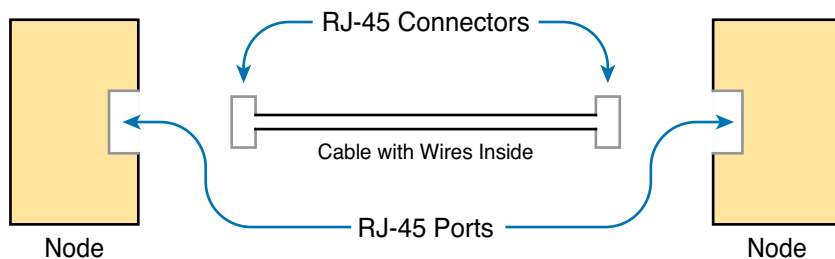 RJ-45 Connectors
Cable with Wires Inside
RJ-45 Ports
Node
Node